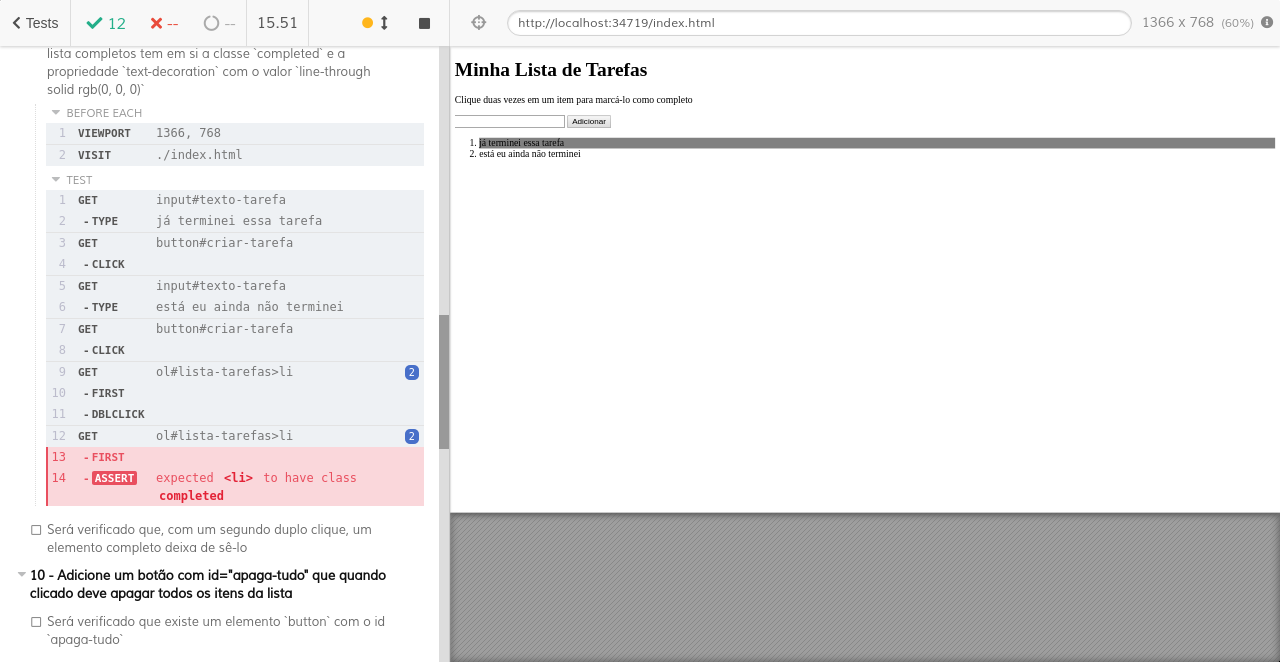 Tests 12 -- -- 15.51
http://localhost:34719/index.html 1366 x 768 (60%)
lista completos tem em si a classe `completed` e a
propriedade `text-decoration` com o valor `line-through
solid rgb(0, 0, 0)`
BEFORE EACH
1 VIEWPORT 1366, 768
2 VISIT ./index.html
TEST
1 GET input#texto-tarefa
2 - TYPE já terminei essa tarefa
3 GET button#criar-tarefa
4 - CLICK
5 GET input#texto-tarefa
6 - TYPE está eu ainda não terminei
7 GET button#criar-tarefa
8 - CLICK
9 GET ol#lista-tarefas>li 2
10 - FIRST
11 - DBLCLICK
12 GET ol#lista-tarefas>li 2
13 - FIRST
14 - ASSERT expected <li> to have class
completed
Será verificado que, com um segundo duplo clique, um
elemento completo deixa de sê-lo
10 - Adicione um botão com id="apaga-tudo" que quando
clicado deve apagar todos os itens da lista
Será verificado que existe um elemento `button` com o id
`apaga-tudo`
Minha Lista de Tarefas
Clique duas vezes em um item para marcá-lo como completo
Adicionar
1. já terminei essa tarefa
2. está eu ainda não terminei